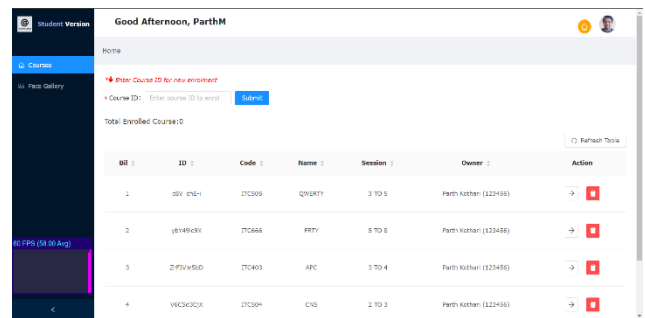 Student Version
Good Afternoon, ParthM
Home
Courses
Face Gallery
* Enter Course ID for new enrolment
* Course ID: Enter course ID to enrol Submit
Total Enrolled Course:0
Refresh Table
Bil ID Code Name Session Owner Action
1 ITC505 QWERTY 3 TO 5 Parth Kothari (123456)
2 ITC666 FRTY 5 TO 8 Parth Kothari (123456)
3 ITC403 APC 3 TO 4 Parth Kothari (123456)
4 V6CSd3CjX ITC504 CNS 2 TO 3 Parth Kothari (123456)
60 FPS (58.00 Avg)